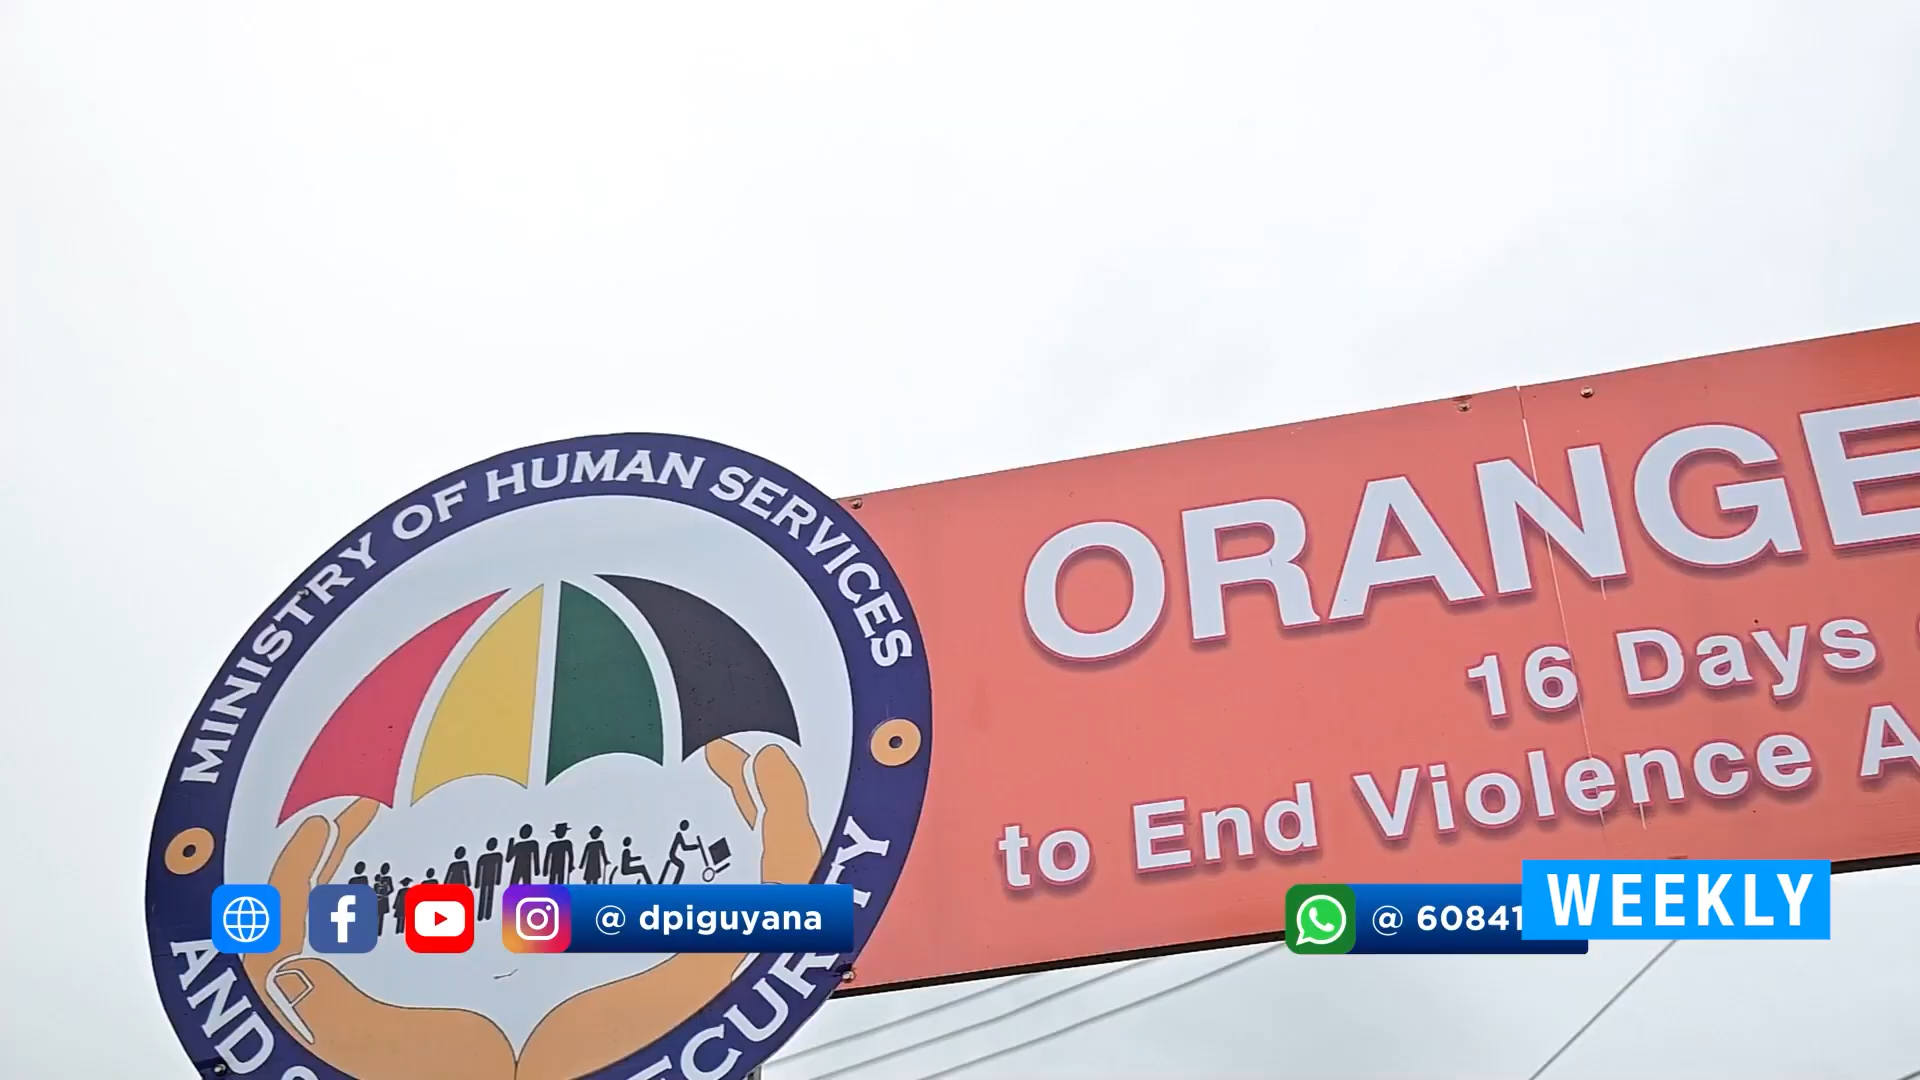 MINISTRY OF HUMAN SERVICES
AND
ORANGE
16 Days
to End Violence
@ dpiguyana
@ 60841
WEEKLY